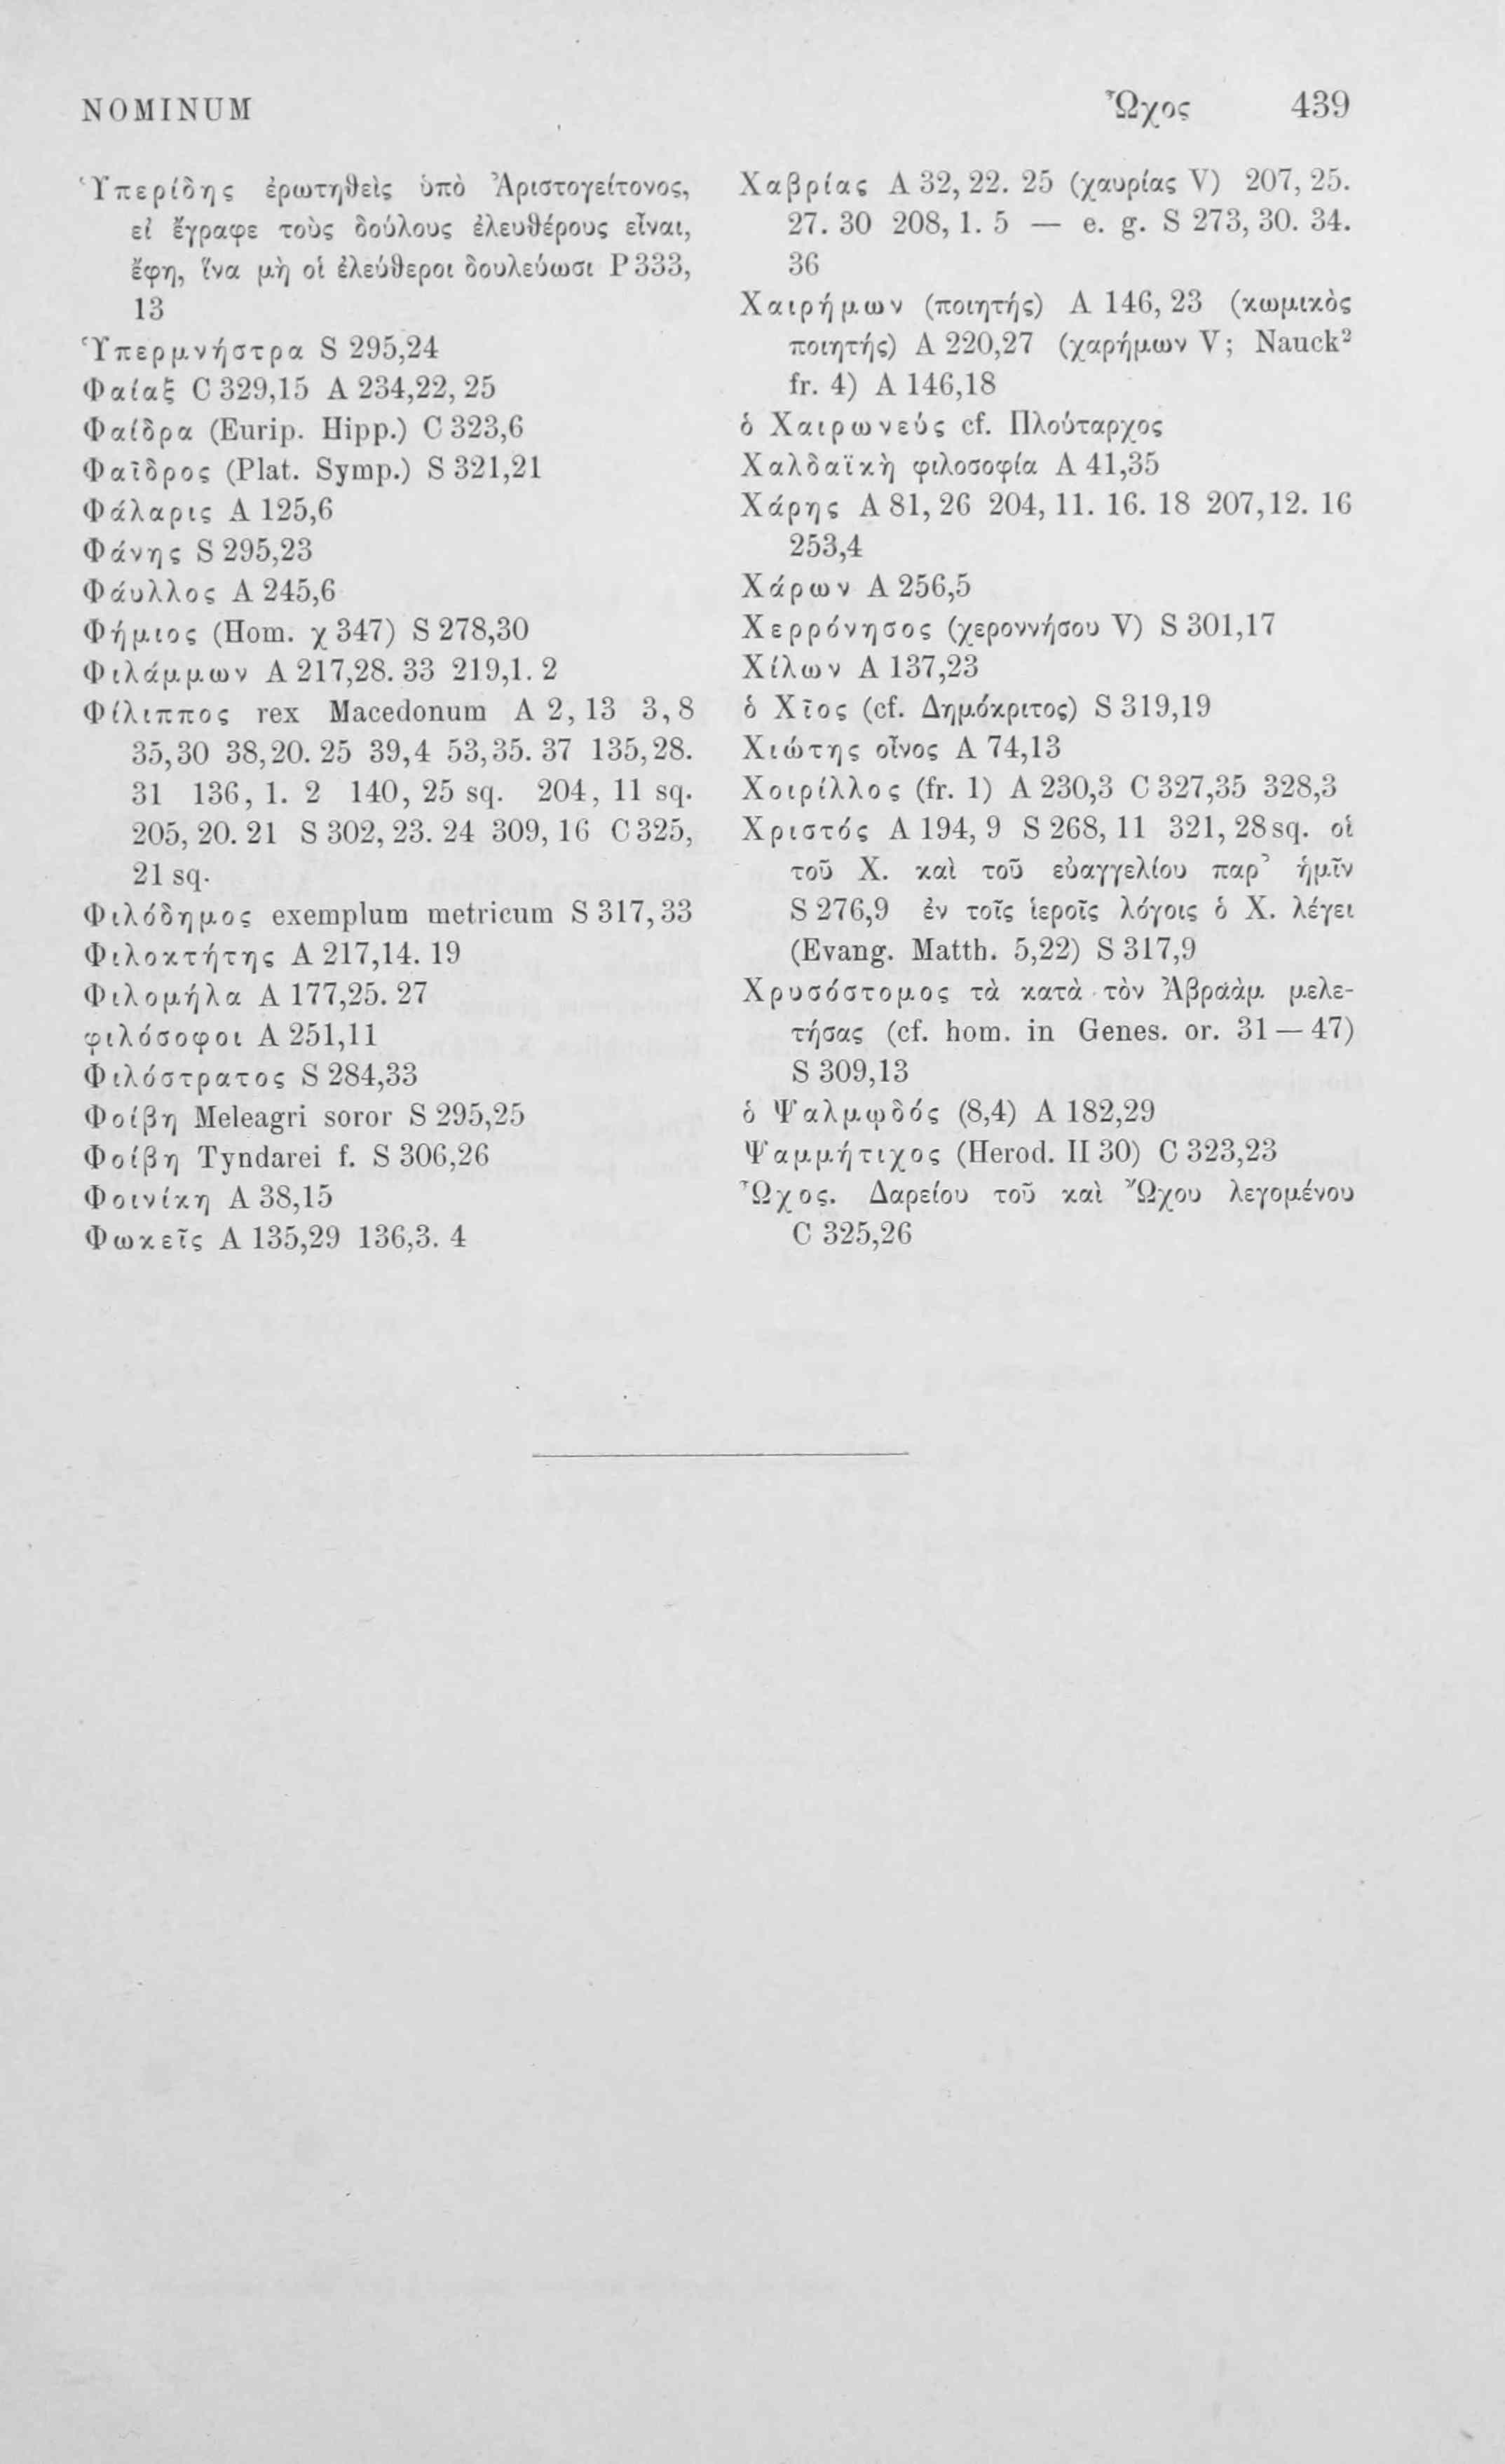 NOMINUM Ὦχος 439
Ὑπερίδης ἐρωτηθεὶς ὑπὸ Ἀριστογείτονος,
εἰ ἔγραφε τοὺς δούλους ἐλευθέρους εἶναι,
ἔφη, ἵνα μὴ οἱ ἐλεύθεροι δουλεύωσι P 333,
13
Ὑπερμνήστρα S 295,24
Φαίαξ C 329,15 A 234,22, 25
Φαίδρα (Eurip. Hipp.) C 323,6
Φαῖδρος (Plat. Symp.) S 321,21
Φάλαρις A 125,6
Φάνης S 295,23
Φάυλλος A 245,6
Φήμιος (Hom. χ 347) S 278,30
Φιλάμμων A 217,28. 33 219,1. 2
Φίλιππος rex Macedonum A 2, 13 3, 8
35,30 38,20. 25 39,4 53,35. 37 135,28.
31 136, 1. 2 140, 25 sq. 204, 11 sq.
205, 20. 21 S 302, 23. 24 309, 16 C 325,
21 sq.
Φιλόδημος exemplum metricum S 317, 33
Φιλοκτήτης A 217,14. 19
Φιλομήλα A 177,25. 27
φιλόσοφοι A 251,11
Φιλόστρατος S 284,33
Φοίβη Meleagri soror S 295,25
Φοίβη Tyndarei f. S 306,26
Φοινίκη A 38,15
Φωκεῖς A 135,29 136,3. 4
Χαβρίας A 32, 22. 25 (χαυρίας V) 207, 25.
27. 30 208, 1. 5 — e. g. S 273, 30. 34.
36
Χαιρήμων (ποιητής) A 146, 23 (κωμικὸς
ποιητής) A 220,27 (χαρήμων V; Nauck²
fr. 4) A 146,18
ὁ Χαιρωνεύς cf. Πλούταρχος
Χαλδαϊκὴ φιλοσοφία A 41,35
Χάρης A 81, 26 204, 11. 16. 18 207,12. 16
253,4
Χάρων A 256,5
Χερρόνησος (χεροννήσου V) S 301,17
Χίλων A 137,23
ὁ Χῖος (cf. Δημόκριτος) S 319,19
Χιώτης οἶνος A 74,13
Χοιρίλλος (fr. 1) A 230,3 C 327,35 328,3
Χριστός A 194, 9 S 268, 11 321, 28 sq. οἱ
τοῦ Χ. καὶ τοῦ εὐαγγελίου παρ᾽ ἡμῖν
S 276,9 ἐν τοῖς ἱεροῖς λόγοις ὁ Χ. λέγει
(Evang. Matth. 5,22) S 317,9
Χρυσόστομος τὰ κατὰ τὸν Ἀβραὰμ μελε-
τήσας (cf. hom. in Genes. or. 31 — 47)
S 309,13
ὁ Ψαλμῳδός (8,4) A 182,29
Ψαμμήτιχος (Herod. II 30) C 323,23
Ὦχος. Δαρείου τοῦ καὶ Ὤχου λεγομένου
C 325,26